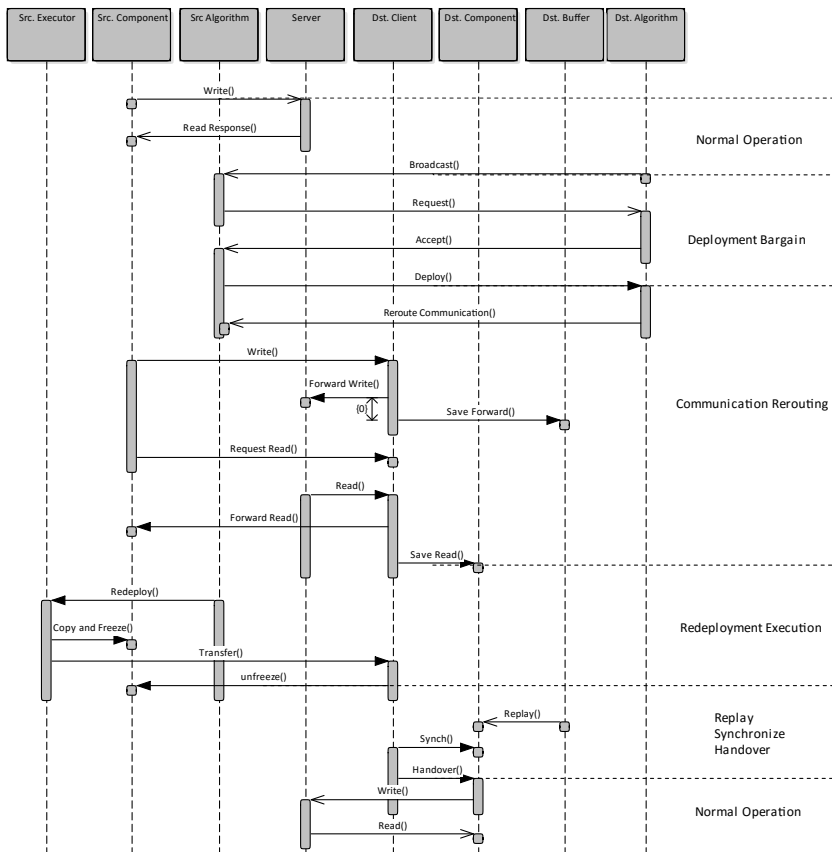 Src. Executor
Src. Component
Src Algorithm
Server
Dst. Client
Dst. Component
Dst. Buffer
Dst. Algorithm
Write()
Read Response()
Normal Operation
Broadcast()
Request()
Accept()
Deployment Bargain
Deploy()
Reroute Communication()
Write()
Forward Write()
{0}
Save Forward()
Communication Rerouting
Request Read()
Read()
Forward Read()
Save Read()
Redeploy()
Copy and Freeze()
Redeployment Execution
Transfer()
unfreeze()
Replay()
Replay
Synchronize
Handover
Synch()
Handover()
Write()
Normal Operation
Read()